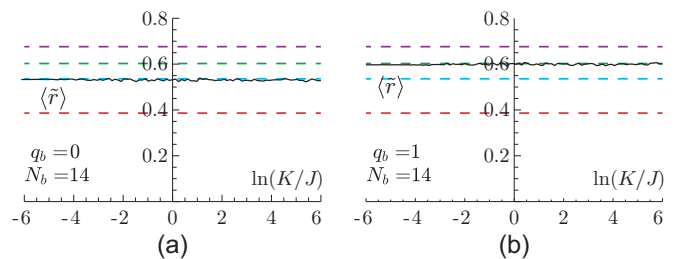 0.8 0.8
0.6 0.6
0.4 0.4
⟨r̃⟩ ⟨r̃⟩
0.2 0.2
q_b =0 q_b =1
N_b =14 ln(K/J) N_b =14 ln(K/J)
-6 -4 -2 0 2 4 6 -6 -4 -2 0 2 4 6
(a) (b)